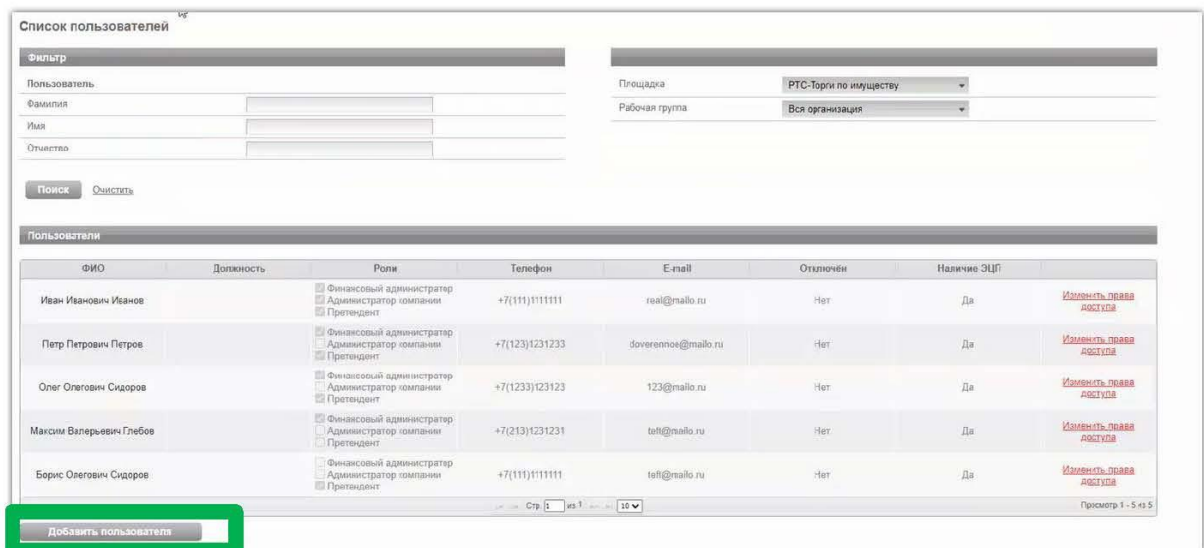 Список пользователей
Фильтр
Пользователь
Фамилия
Имя
Отчество
Площадка РТС-Торги по имуществу
Рабочая группа Вся организация
Поиск Очистить
Пользователи
ФИО Должность Роли Телефон E-mail Отключён Наличие ЭЦП
Финансовый администратор
Администратор компании
Претендент
Иван Иванович Иванов +7(111)1111111 real@mailo.ru Нет Да Изменить права
доступа
Финансовый администратор
Администратор компании
Претендент
Петр Петрович Петров +7(123)1231233 doverennoe@mailo.ru Нет Да Изменить права
доступа
Финансовый администратор
Администратор компании
Претендент
Олег Олегович Сидоров +7(1233)123123 123@mailo.ru Нет Да Изменить права
доступа
Финансовый администратор
Администратор компании
Претендент
Максим Валерьевич Глебов +7(213)1231231 teft@mailo.ru Нет Да Изменить права
доступа
Финансовый администратор
Администратор компании
Претендент
Борис Олегович Сидоров +7(111)1111111 teft@mailo.ru Нет Да Изменить права
доступа
Стр. 1 из 1 10 Просмотр 1 - 5 из 5
Добавить пользователя